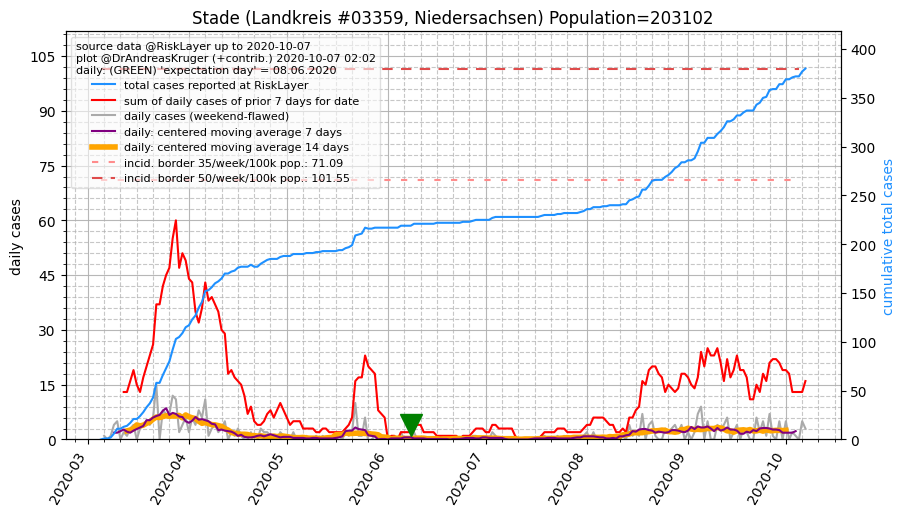 Stade (Landkreis #03359, Niedersachsen) Population=203102
source data @RiskLayer up to 2020-10-07
plot @DrAndreasKruger (+contrib.) 2020-10-07 02:02
daily: (GREEN) 'expectation day' = 08.06.2020
total cases reported at RiskLayer
sum of daily cases of prior 7 days for date
daily cases (weekend-flawed)
daily: centered moving average 7 days
daily: centered moving average 14 days
incid. border 35/week/100k pop.: 71.09
incid. border 50/week/100k pop.: 101.55
daily cases
105
90
75
60
45
30
15
0
400
350
300
250
200
150
100
50
0
cumulative total cases
2020-03
2020-04
2020-05
2020-06
2020-07
2020-08
2020-09
2020-10